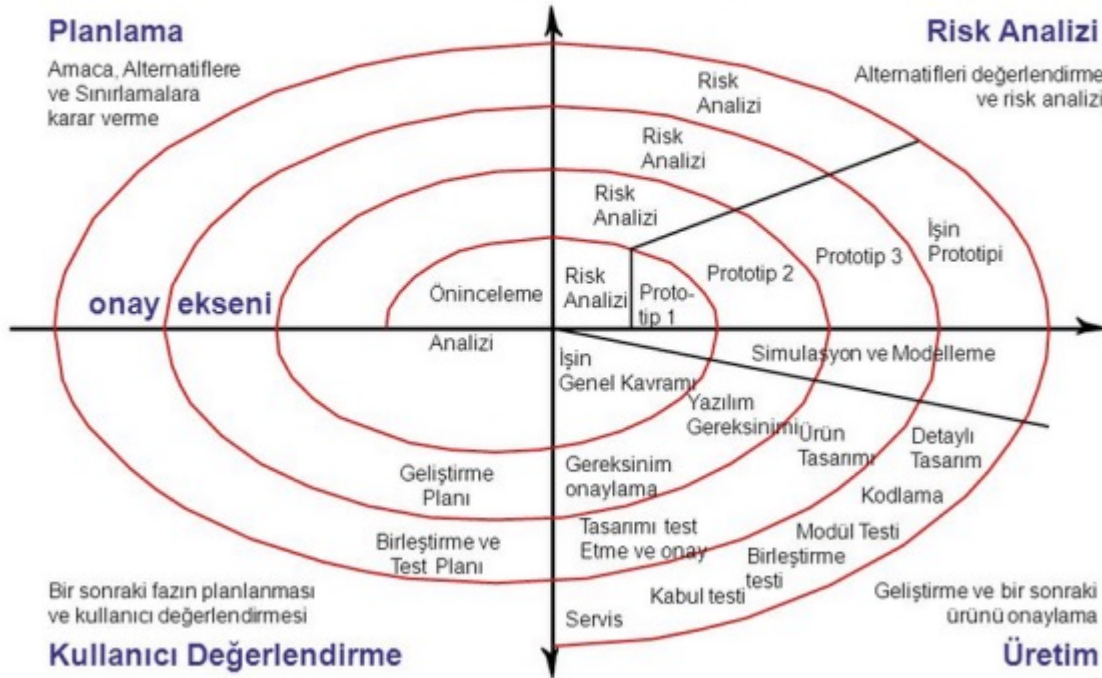 Planlama
Amaca, Alternatiflere
ve Sınırlamalara
karar verme
Risk Analizi
Alternatifleri değerlendirme
ve risk analizi
Risk
Analizi
Risk
Analizi
Risk
Analizi
Risk
Analizi
Proto-
tip 1
Prototip 2
Prototip 3
İşin
Prototipi
onay ekseni
Öninceleme
Analizi
İşin
Genel Kavramı
Simulasyon ve Modelleme
Yazılım
Gereksinimi
Ürün
Tasarımı
Detaylı
Tasarım
Kodlama
Modül Testi
Birleştirme
testi
Kabul testi
Servis
Geliştirme
Planı
Gereksinim
onaylama
Birleştirme ve
Test Planı
Tasarımı test
Etme ve onay
Bir sonraki fazın planlanması
ve kullanıcı değerlendirmesi
Kullanıcı Değerlendirme
Geliştirme ve bir sonraki
ürünü onaylama
Üretim